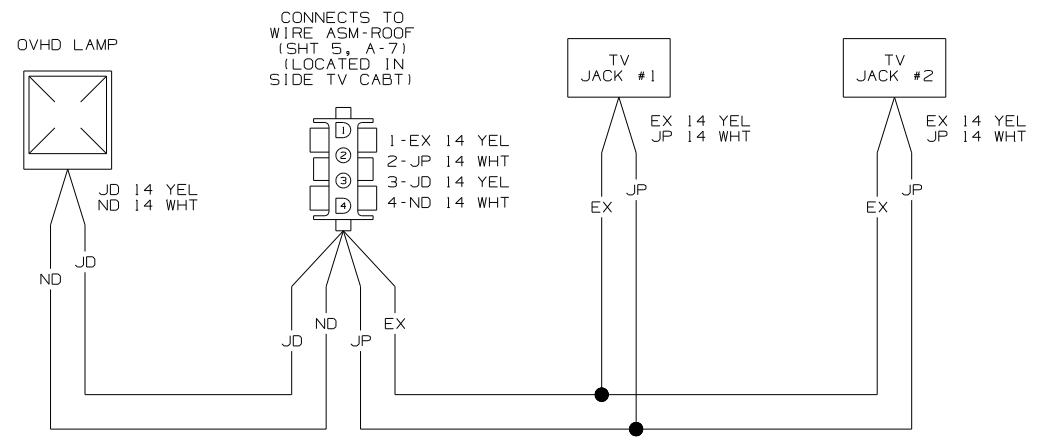 CONNECTS TO
WIRE ASM-ROOF
(SHT 5, A-7)
(LOCATED IN
SIDE TV CABT)
OVHD LAMP
JD 14 YEL
ND 14 WHT
ND
JD
1
2
3
4
1-EX 14 YEL
2-JP 14 WHT
3-JD 14 YEL
4-ND 14 WHT
JD
ND
JP
EX
TV
JACK #1
EX 14 YEL
JP 14 WHT
EX
JP
TV
JACK #2
EX 14 YEL
JP 14 WHT
EX
JP